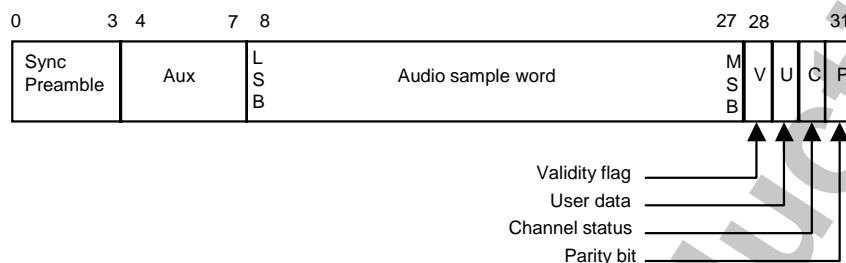 0 3 4 7 8 27 28 31
Sync
Preamble
Aux
L
S
B
Audio sample word
M
S
B
V U C P
Validity flag
User data
Channel status
Parity bit